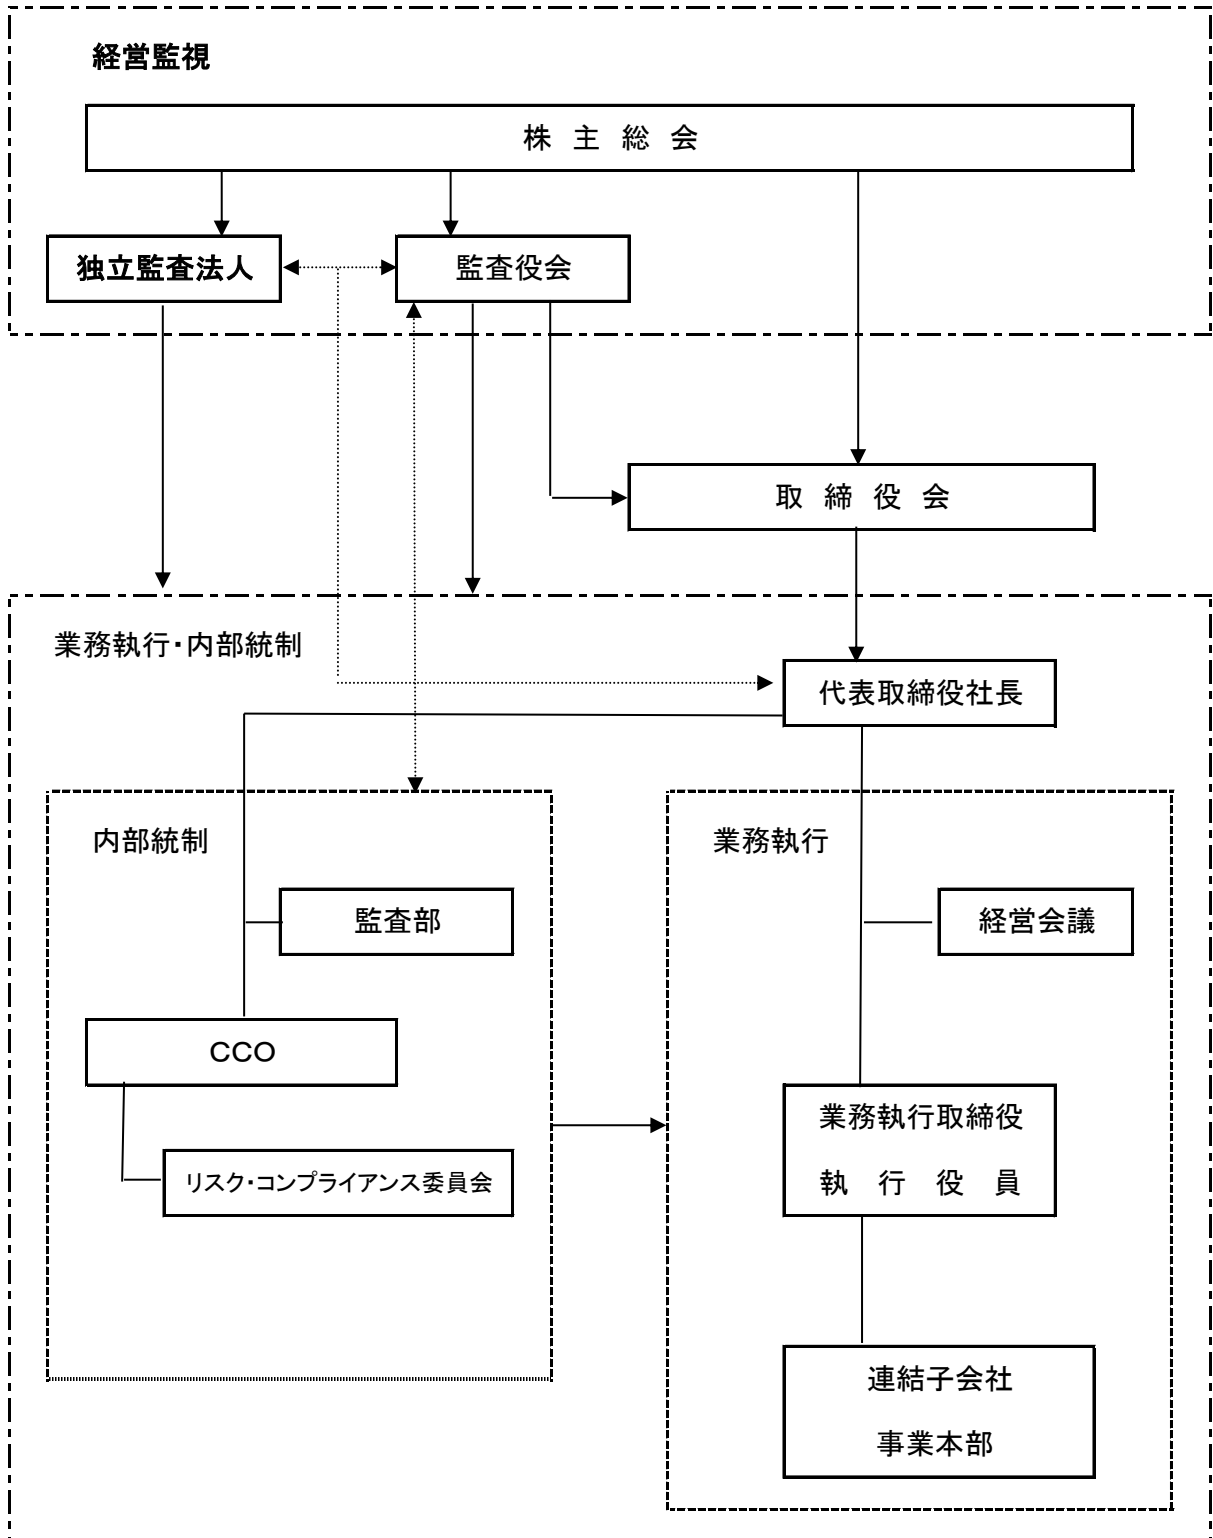 経営監視
株 主 総 会
独立監査法人
監査役会
取 締 役 会
業務執行・内部統制
代表取締役社長
内部統制
業務執行
監査部
経営会議
CCO
業務執行取締役
執 行 役 員
リスク・コンプライアンス委員会
連結子会社
事業本部